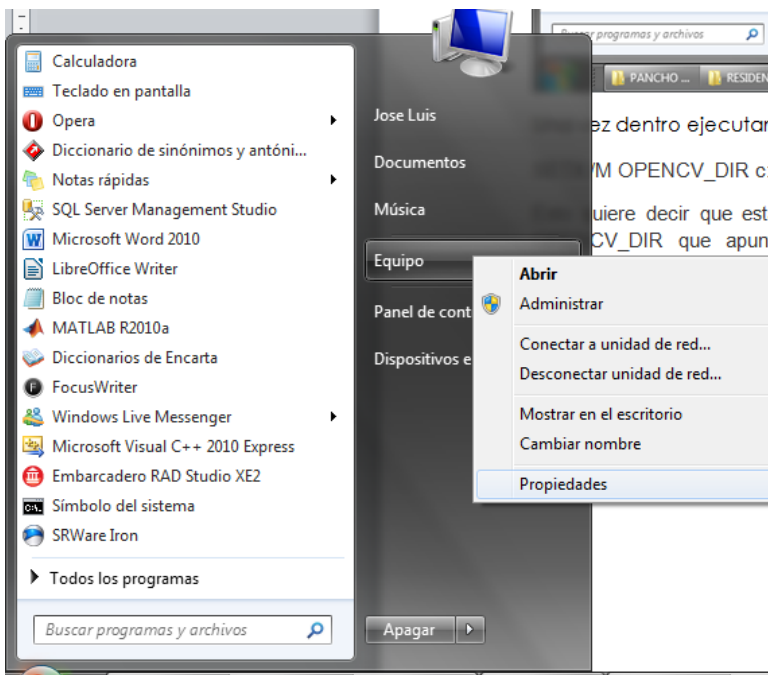 Buscar programas y archivos
PANCHO ...
RESIDEN
Calculadora
Teclado en pantalla
Opera
Diccionario de sinónimos y antóni...
Notas rápidas
SQL Server Management Studio
Microsoft Word 2010
LibreOffice Writer
Bloc de notas
MATLAB R2010a
Diccionarios de Encarta
FocusWriter
Windows Live Messenger
Microsoft Visual C++ 2010 Express
Embarcadero RAD Studio XE2
Símbolo del sistema
SRWare Iron
Todos los programas
Buscar programas y archivos
Jose Luis
Documentos
Música
Equipo
Panel de cont
Dispositivos e
Apagar
Abrir
Administrar
Conectar a unidad de red...
Desconectar unidad de red...
Mostrar en el escritorio
Cambiar nombre
Propiedades
ez dentro ejecutar
/M OPENCV_DIR c:
uiere decir que est
CV_DIR que apun